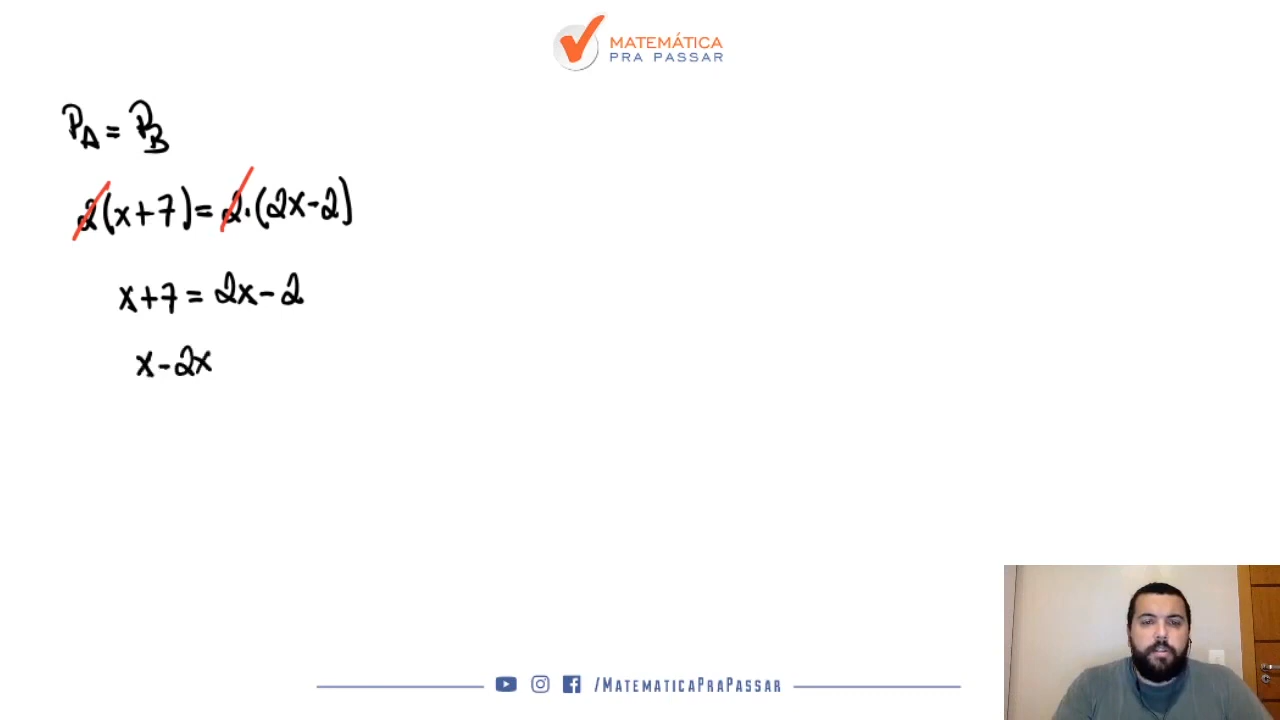 MATEMÁTICA
PRA PASSAR
P_A = P_B
2(x+7) = 2·(2x-2)
x+7 = 2x-2
x-2x
/MATEMATICAPRAPASSAR